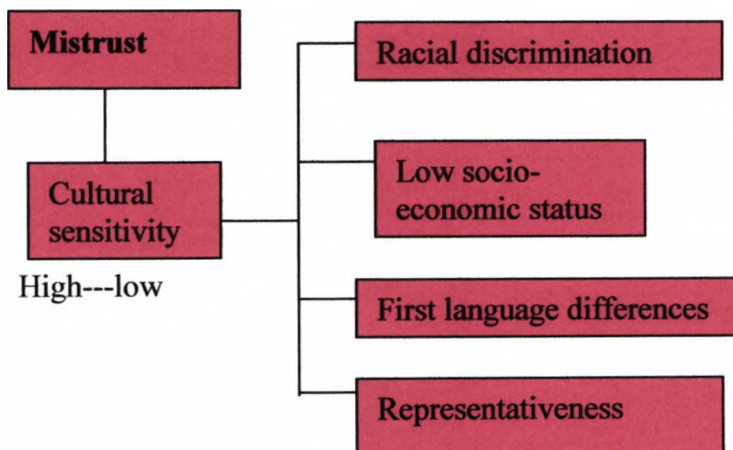 Mistrust
Cultural
sensitivity
High---low
Racial discrimination
Low socio-
economic status
First language differences
Representativeness